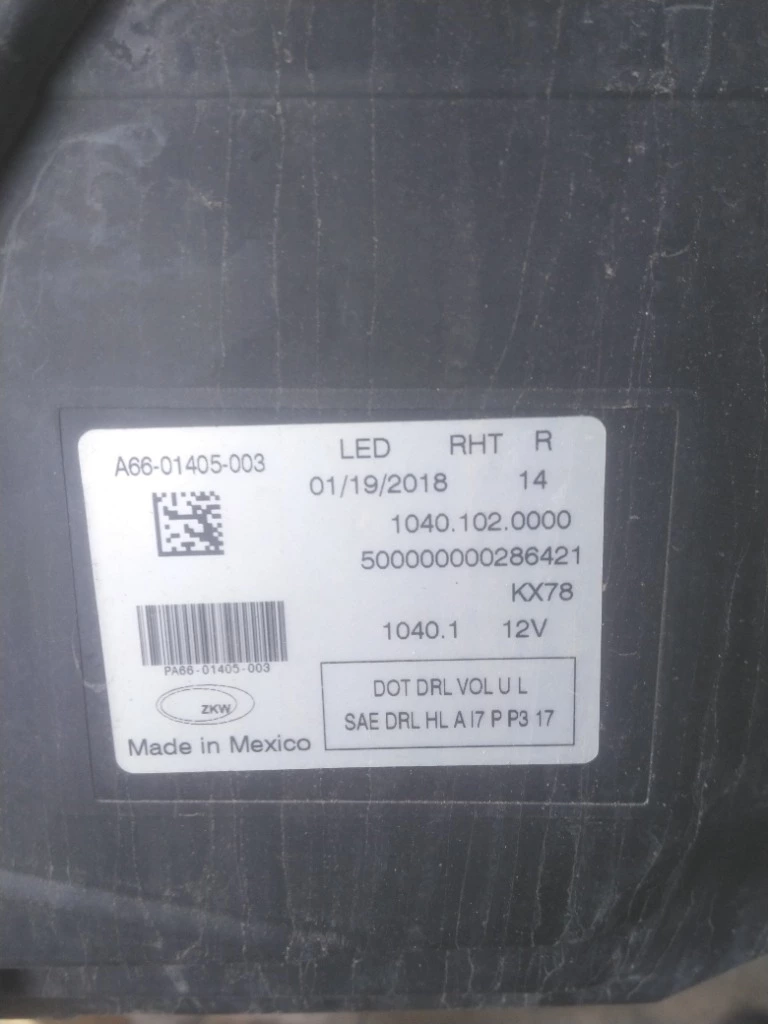 A66-01405-003
LED RHT R
01/19/2018 14
1040.102.0000
500000000286421
KX78
1040.1 12V
PA66-01405-003
ZKW
Made in Mexico
DOT DRL VOL U L
SAE DRL HL A I7 P P3 17